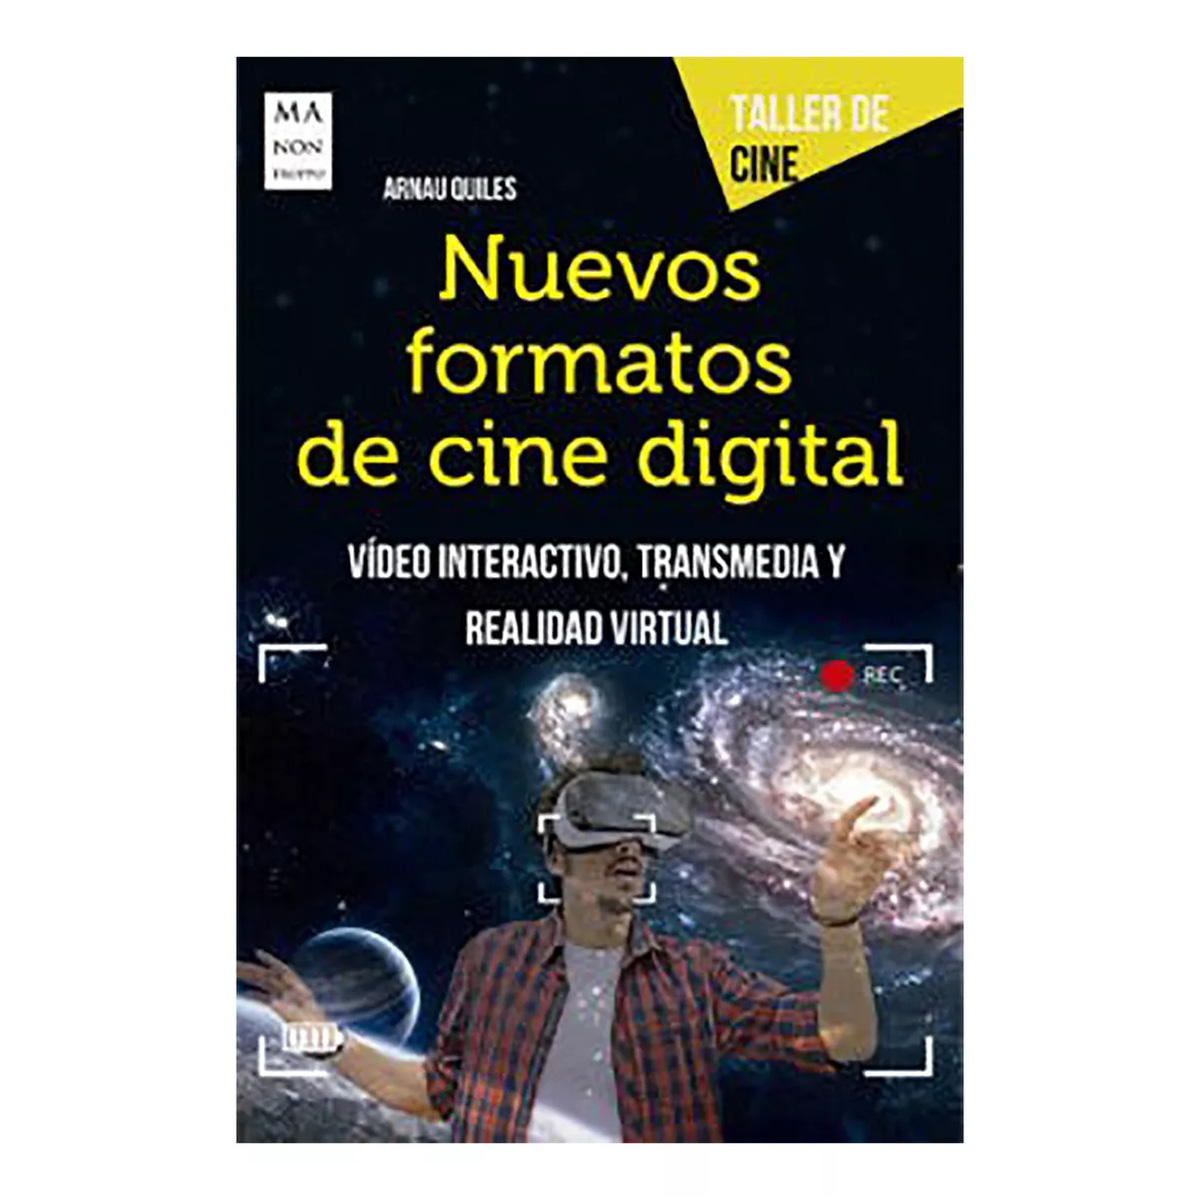 MA
NON
TROPPO
TALLER DE
CINE
ARNAU QUILES
Nuevos
formatos
de cine digital
VÍDEO INTERACTIVO, TRANSMEDIA Y
REALIDAD VIRTUAL
REC